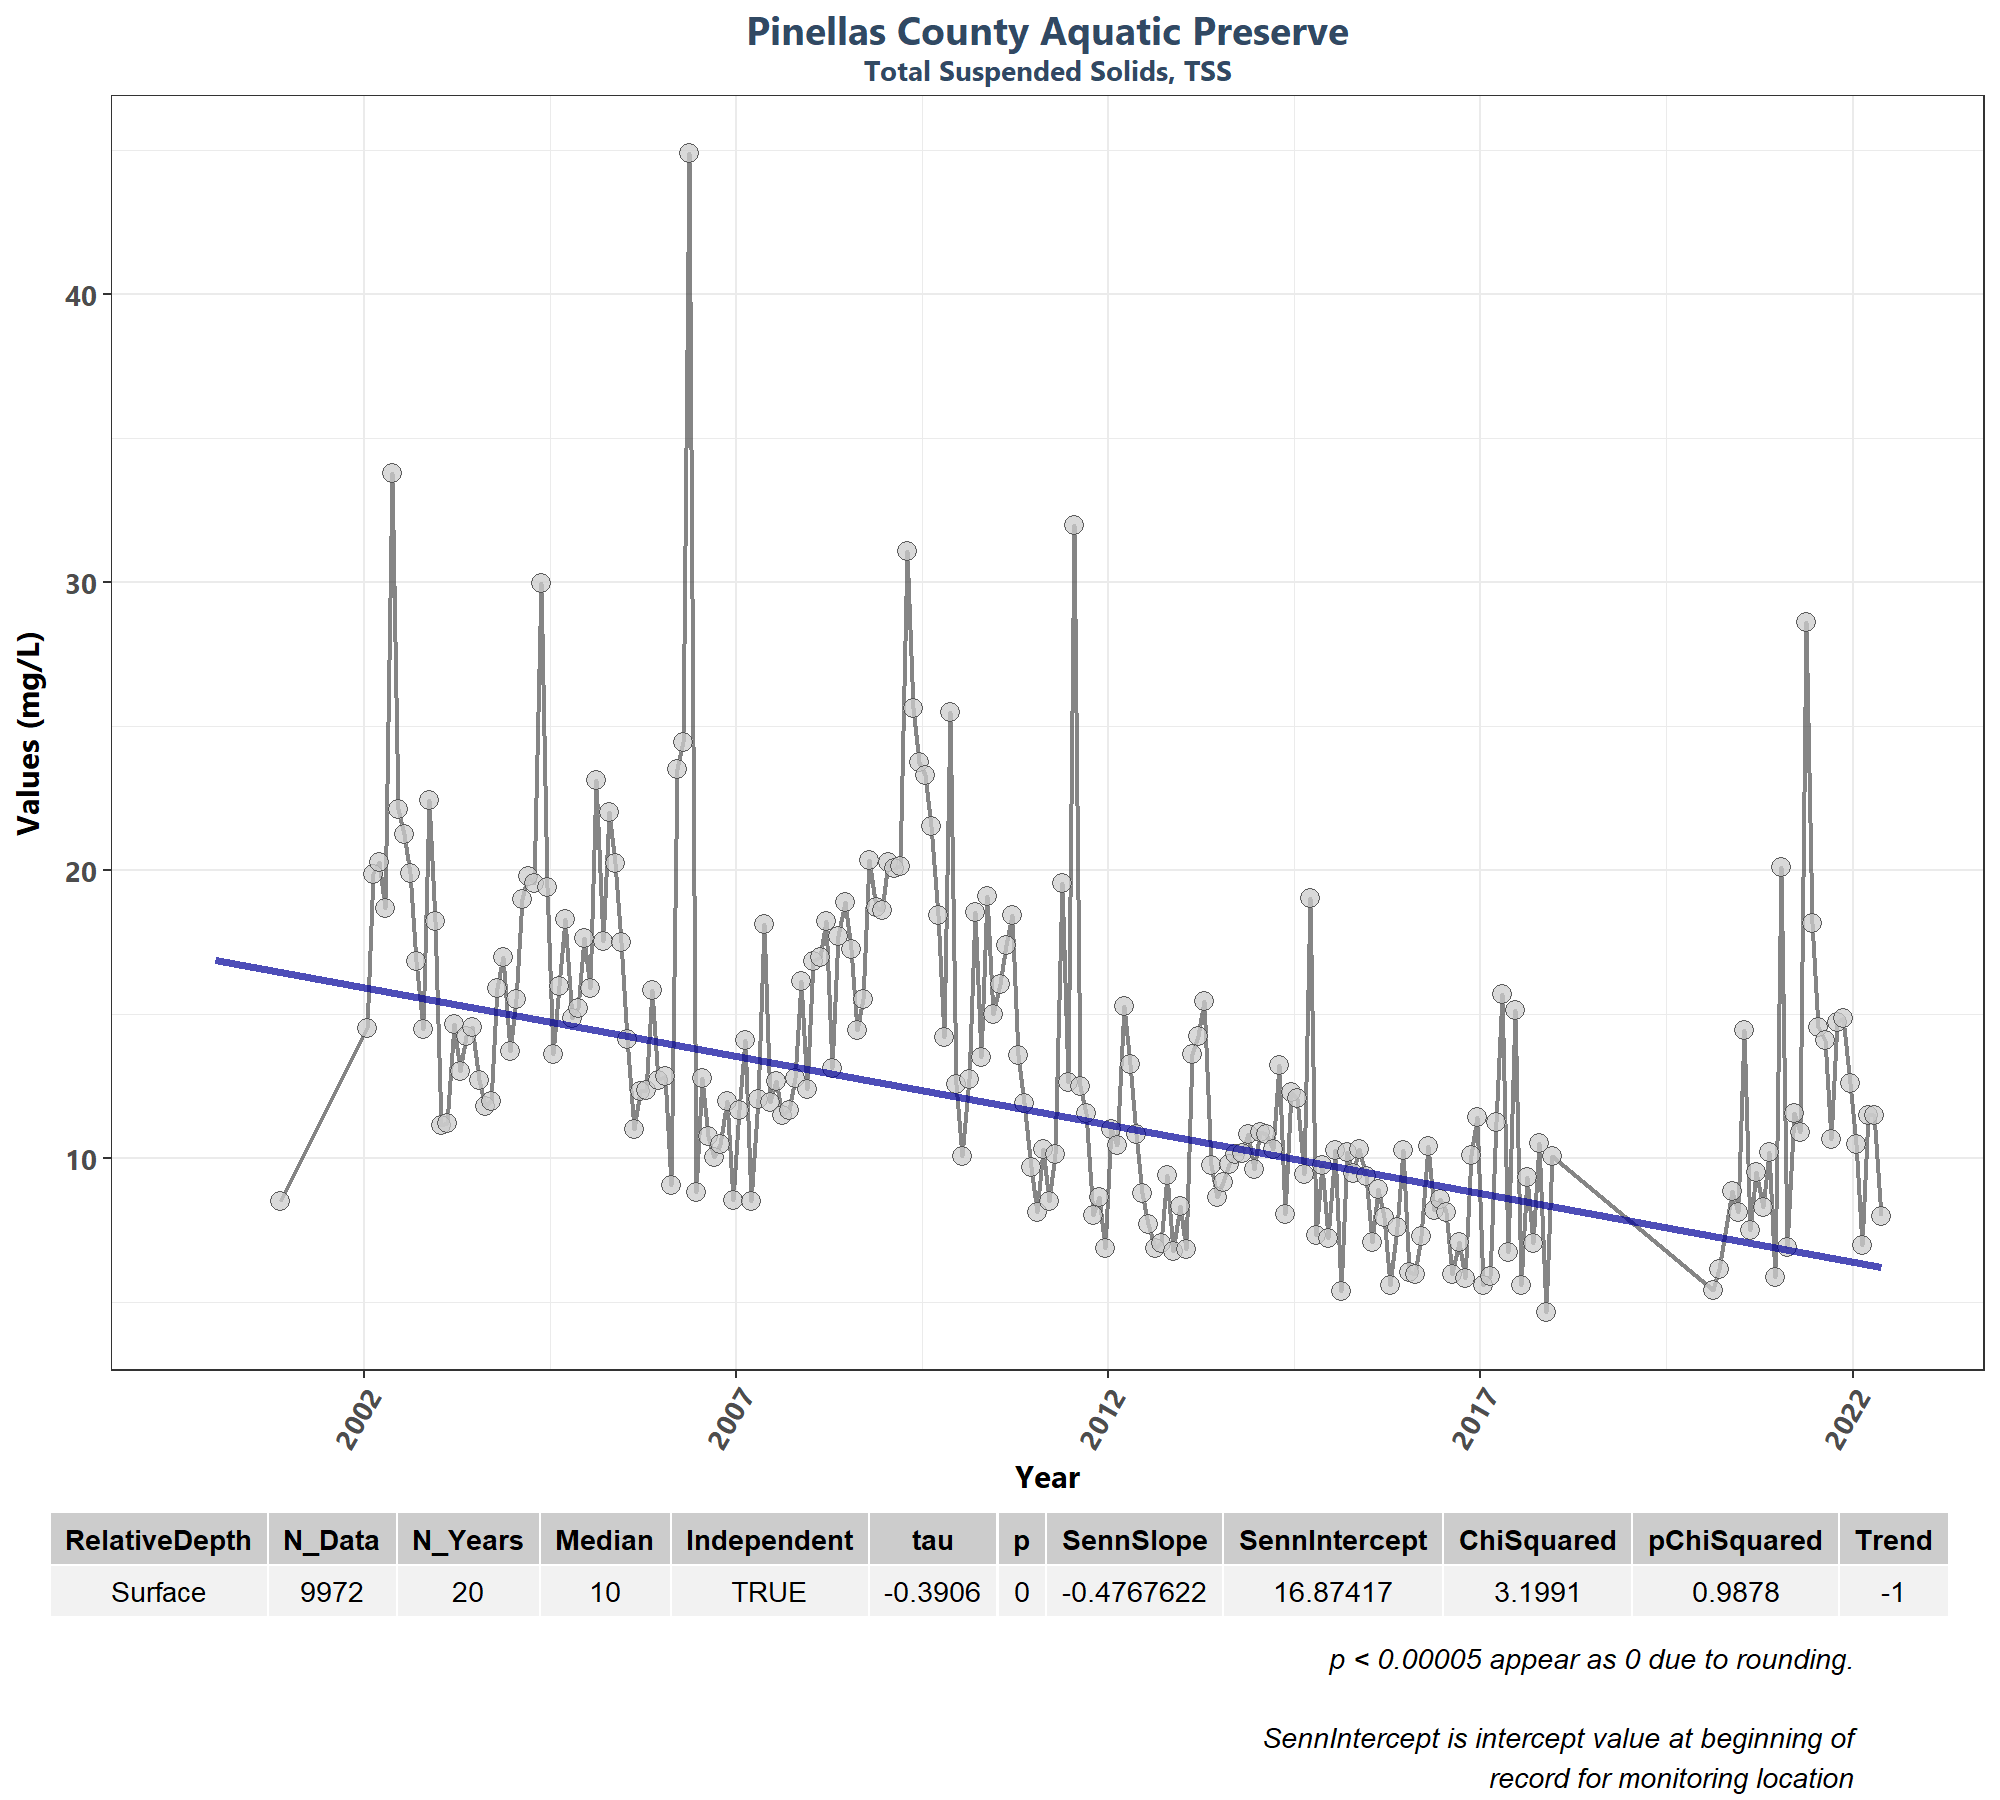 Pinellas County Aquatic Preserve
Total Suspended Solids, TSS
Values (mg/L)
40
30
20
10
2002
2007
2012
2017
2022
Year
RelativeDepth N_Data N_Years Median Independent tau p SennSlope SennIntercept ChiSquared pChiSquared Trend
Surface 9972 20 10 TRUE -0.3906 0 -0.4767622 16.87417 3.1991 0.9878 -1
p < 0.00005 appear as 0 due to rounding.
SennIntercept is intercept value at beginning of
record for monitoring location